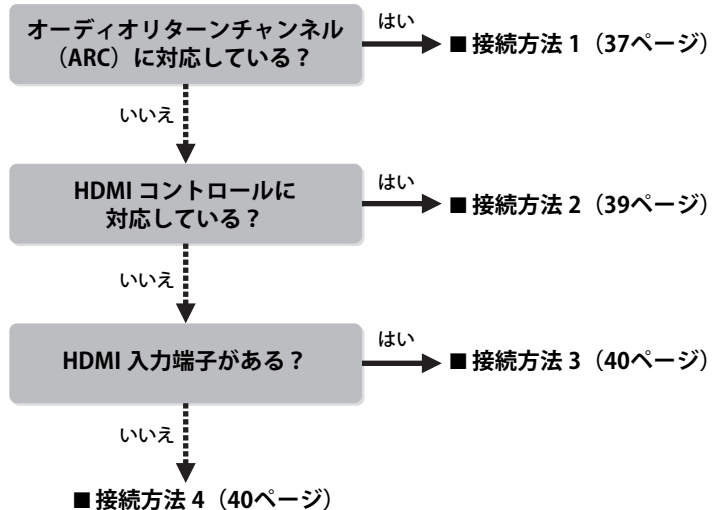 オーディオリターンチャンネル
（ARC）に対応している？
はい
■ 接続方法 1（37ページ）
いいえ
HDMI コントロールに
対応している？
はい
■ 接続方法 2（39ページ）
いいえ
HDMI 入力端子がある？
はい
■ 接続方法 3（40ページ）
いいえ
■ 接続方法 4（40ページ）